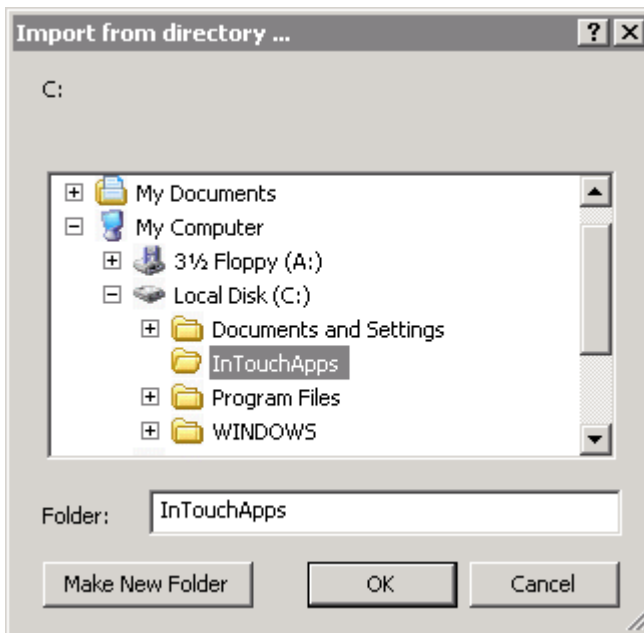 Import from directory ...
C:
My Documents
My Computer
3½ Floppy (A:)
Local Disk (C:)
Documents and Settings
InTouchApps
Program Files
WINDOWS
Folder: InTouchApps
Make New Folder OK Cancel